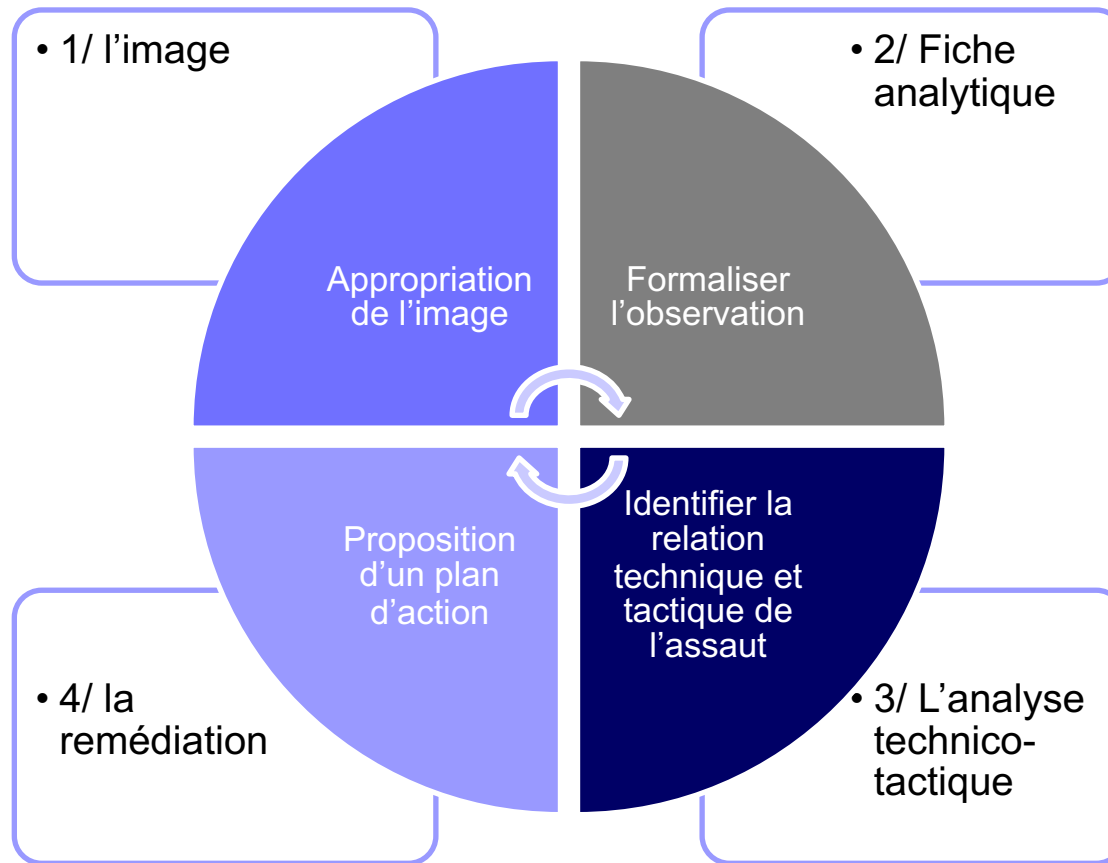 • 1/ l’image
• 2/ Fiche
analytique
Appropriation
de l’image
Formaliser
l’observation
Proposition
d’un plan
d’action
Identifier la
relation
technique et
tactique de
l’assaut
• 4/ la
remédiation
• 3/ L’analyse
technico-
tactique